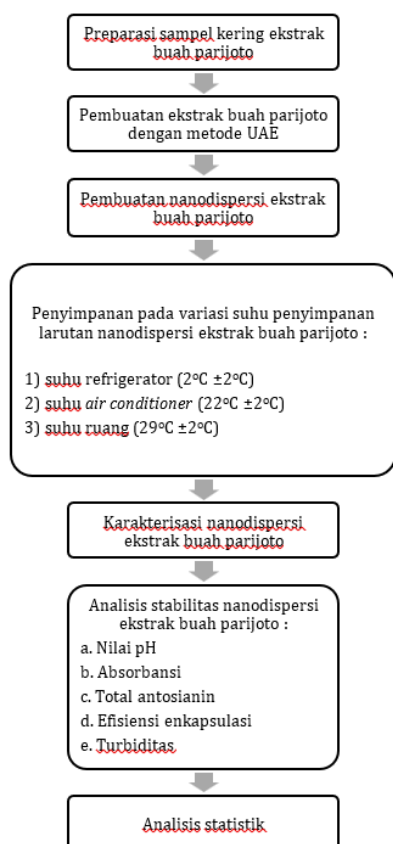 Preparasi sampel kering ekstrak
buah parijoto
Pembuatan ekstrak buah parijoto
dengan metode UAE
Pembuatan nanodispersi ekstrak
buah parijoto
Penyimpanan pada variasi suhu penyimpanan
larutan nanodispersi ekstrak buah parijoto :
1) suhu refrigerator (2°C ±2°C)
2) suhu air conditioner (22°C ±2°C)
3) suhu ruang (29°C ±2°C)
Karakterisasi nanodispersi
ekstrak buah parijoto
Analisis stabilitas nanodispersi
ekstrak buah parijoto :
a. Nilai pH
b. Absorbansi
c. Total antosianin
d. Efisiensi enkapsulasi
e. Turbiditas
Analisis statistik